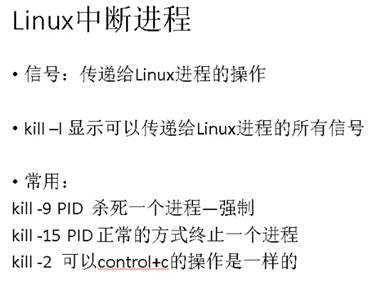 Linux中断进程
• 信号：传递给Linux进程的操作
• kill –l 显示可以传递给Linux进程的所有信号
• 常用：
kill -9 PID 杀死一个进程—强制
kill -15 PID 正常的方式终止一个进程
kill -2 可以control+c的操作是一样的